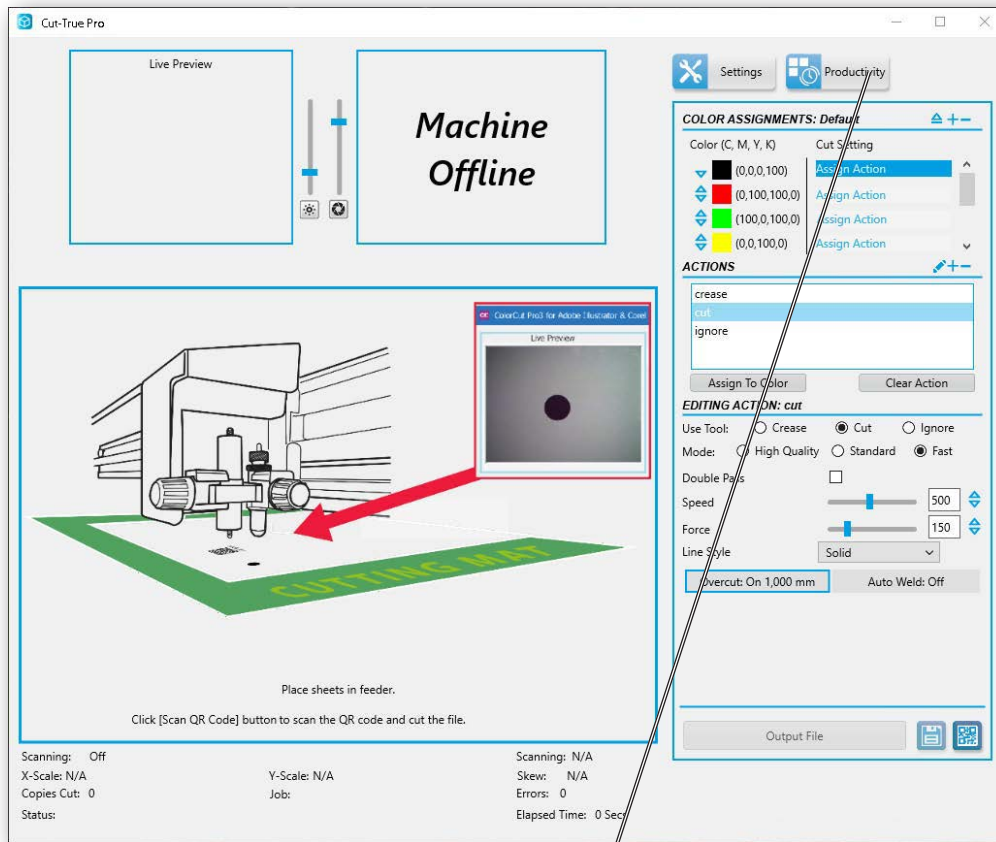 Cut-True Pro
Live Preview
Machine
Offline
Settings
Productivity
COLOR ASSIGNMENTS: Default
Color (C, M, Y, K) Cut Setting
(0,0,0,100) Assign Action
(0,100,100,0) Assign Action
(100,0,100,0) Assign Action
(0,0,100,0) Assign Action
ACTIONS
crease
cut
ignore
Assign To Color Clear Action
EDITING ACTION: cut
Use Tool: Crease Cut Ignore
Mode: High Quality Standard Fast
Double Pass
Speed 500
Force 150
Line Style Solid
Overcut: On 1,000 mm Auto Weld: Off
Output File
ColorCut Pro3 for Adobe Illustrator & Corel
Live Preview
CUTTING MAT
Place sheets in feeder.
Click [Scan QR Code] button to scan the QR code and cut the file.
Scanning: Off Scanning: N/A
X-Scale: N/A Y-Scale: N/A Skew: N/A
Copies Cut: 0 Job: Errors: 0
Status: Elapsed Time: 0 Secs